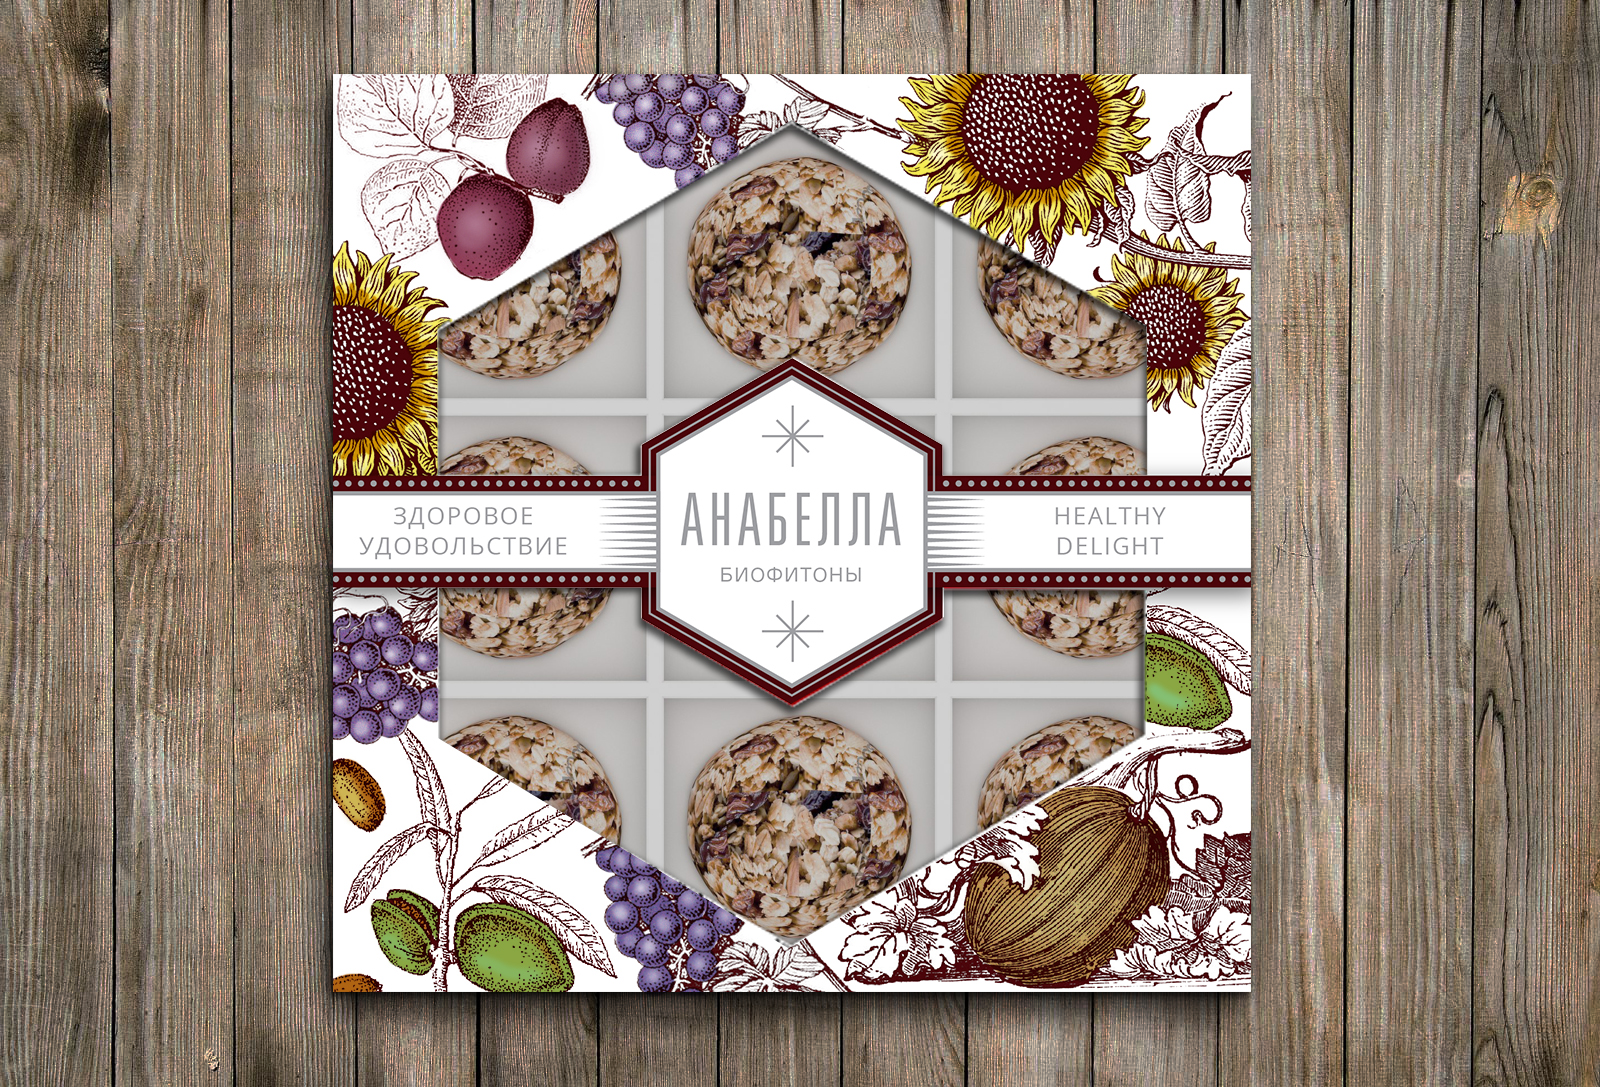 ЗДОРОВОЕ
УДОВОЛЬСТВИЕ
АНАБЕЛЛА
БИОФИТОНЫ
HEALTHY
DELIGHT